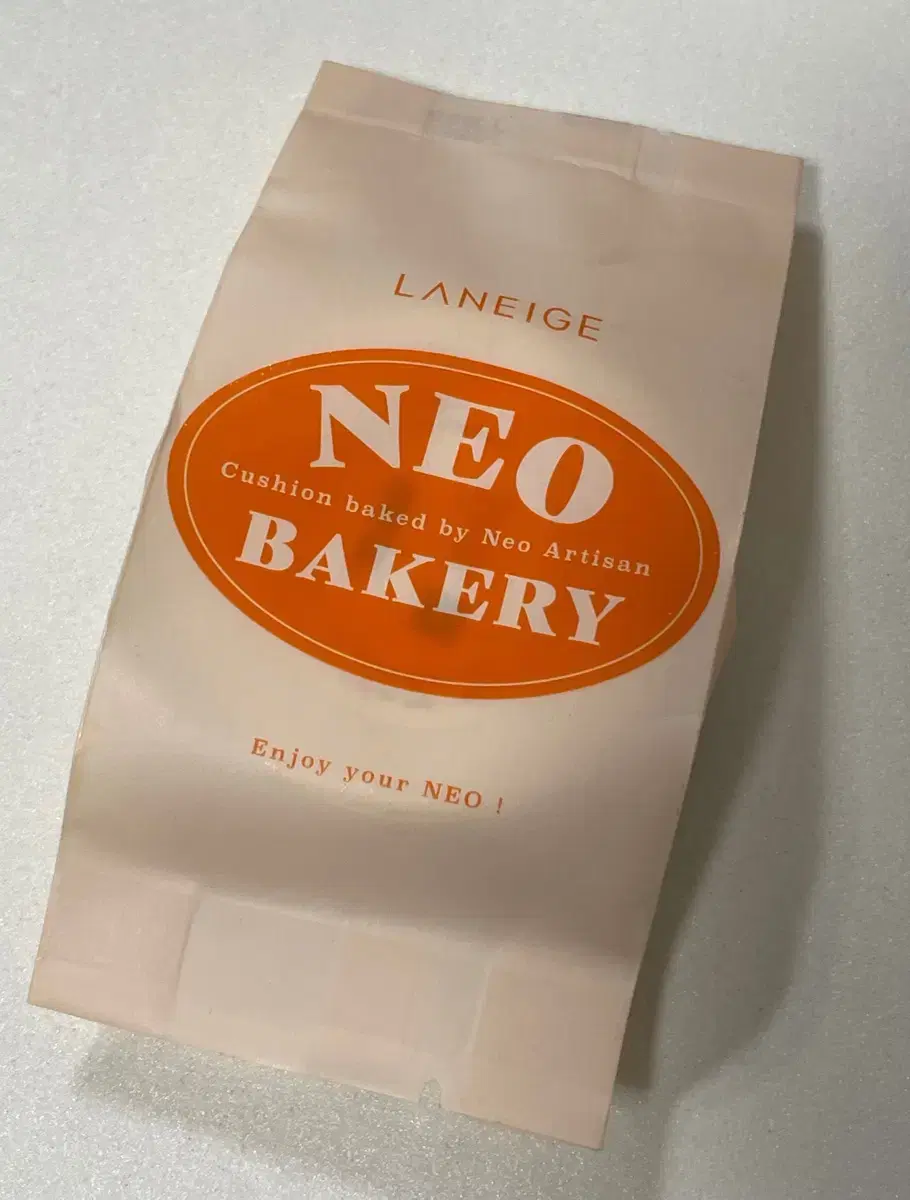 LANEIGE
NEO
Cushion baked by Neo Artisan
BAKERY
Enjoy your NEO !